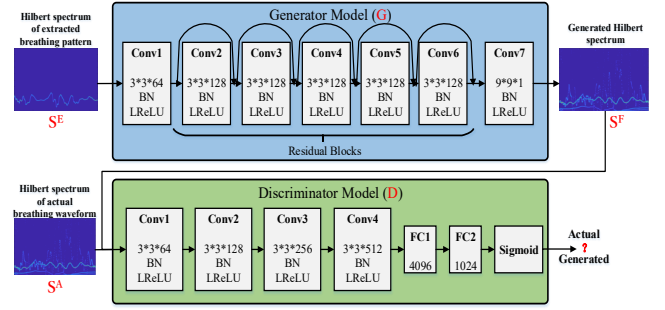 Hilbert spectrum
of extracted
breathing pattern
S^E
Generator Model (G)
Conv1
3*3*64
BN
LReLU
Conv2
3*3*128
BN
LReLU
Conv3
3*3*128
BN
LReLU
Conv4
3*3*128
BN
LReLU
Conv5
3*3*128
BN
LReLU
Conv6
3*3*128
BN
LReLU
Conv7
9*9*1
BN
LReLU
Residual Blocks
Generated Hilbert
spectrum
S^F
Hilbert spectrum
of actual
breathing waveform
S^A
Discriminator Model (D)
Conv1
3*3*64
BN
LReLU
Conv2
3*3*128
BN
LReLU
Conv3
3*3*256
BN
LReLU
Conv4
3*3*512
BN
LReLU
FC1
4096
FC2
1024
Sigmoid
Actual
?
Generated